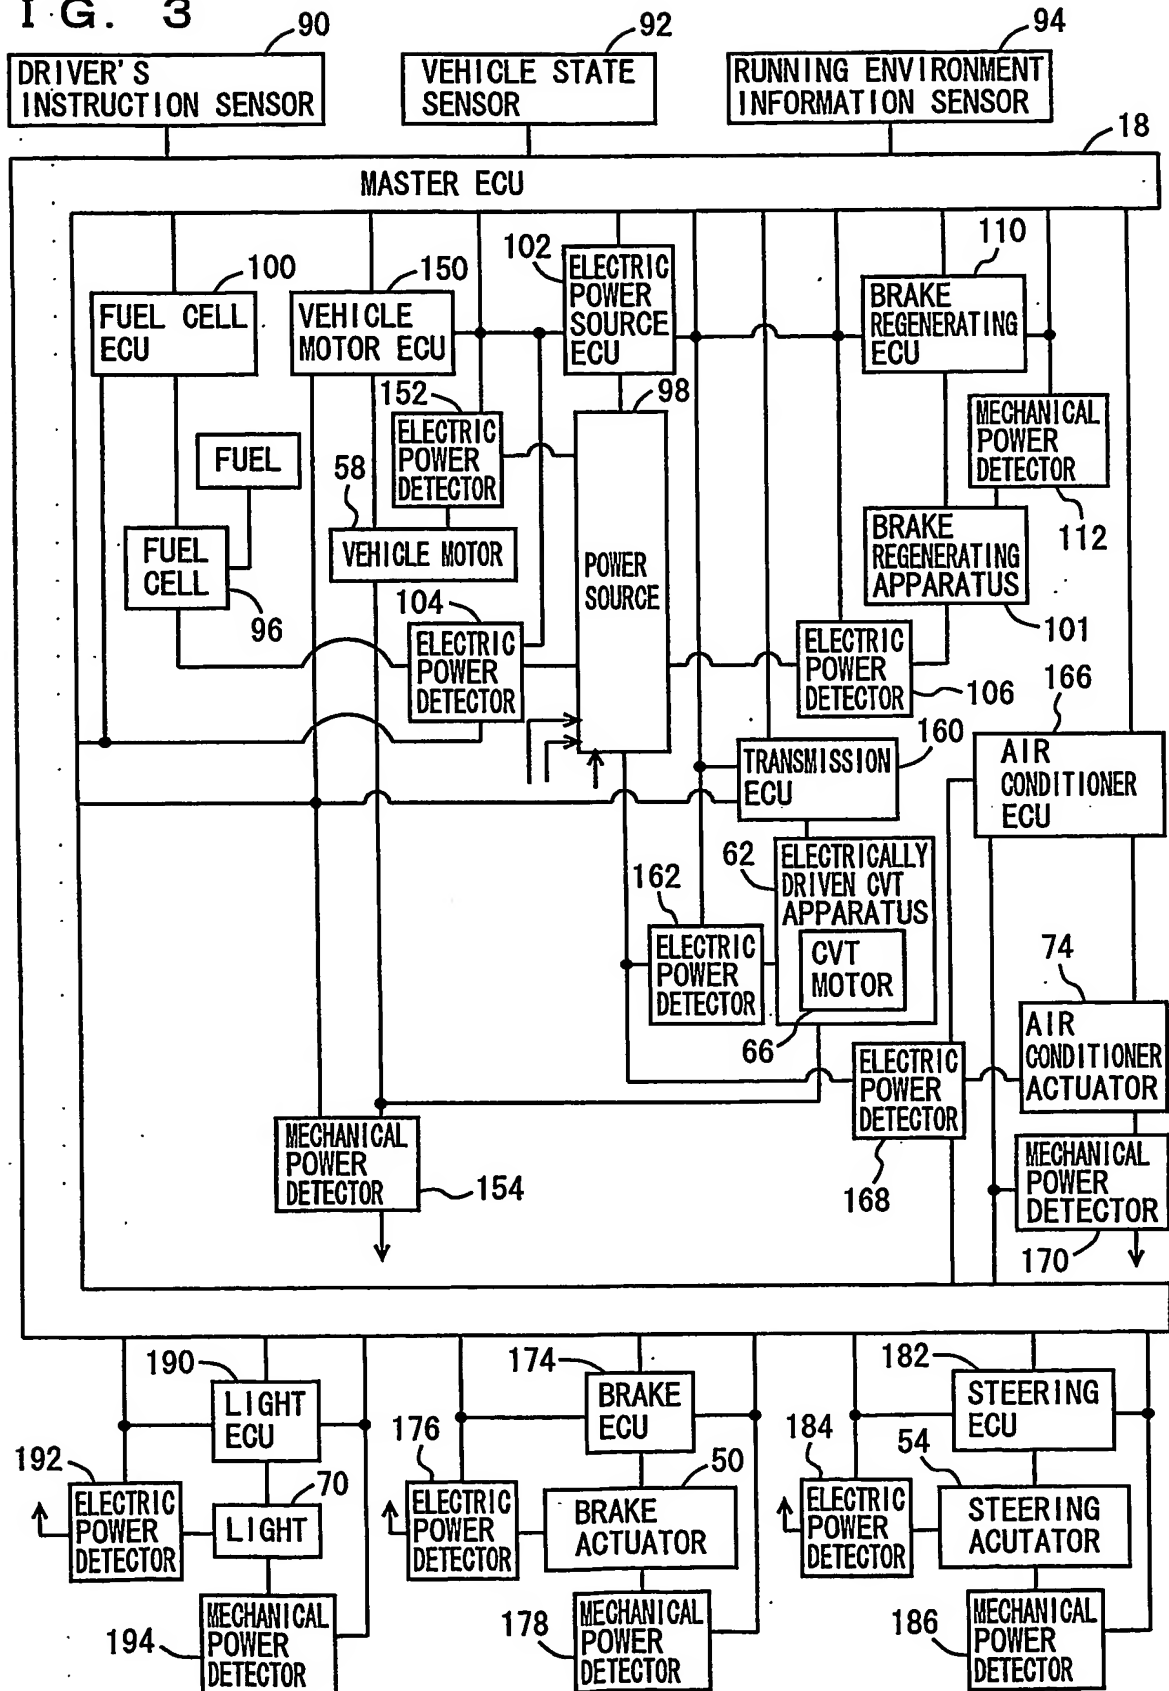 IG. 3
90
92
94
DRIVER'S
INSTRUCTION SENSOR
VEHICLE STATE
SENSOR
RUNNING ENVIRONMENT
INFORMATION SENSOR
18
MASTER ECU
100
150
102
110
FUEL CELL
ECU
VEHICLE
MOTOR ECU
ELECTRIC
POWER
SOURCE
ECU
BRAKE
REGENERATING
ECU
152
98
ELECTRIC
POWER
DETECTOR
MECHANICAL
POWER
DETECTOR
112
FUEL
58
FUEL
CELL
96
VEHICLE MOTOR
POWER
SOURCE
BRAKE
REGENERATING
APPARATUS
101
104
ELECTRIC
POWER
DETECTOR
ELECTRIC
POWER
DETECTOR
106
166
160
TRANSMISSION
ECU
AIR
CONDITIONER
ECU
62
ELECTRICALLY
DRIVEN CVT
APPARATUS
162
ELECTRIC
POWER
DETECTOR
CVT
MOTOR
66
74
AIR
CONDITIONER
ACTUATOR
ELECTRIC
POWER
DETECTOR
168
MECHANICAL
POWER
DETECTOR
154
MECHANICAL
POWER
DETECTOR
170
190
174
182
LIGHT
ECU
BRAKE
ECU
STEERING
ECU
192
176
184
70
50
54
ELECTRIC
POWER
DETECTOR
LIGHT
ELECTRIC
POWER
DETECTOR
BRAKE
ACTUATOR
ELECTRIC
POWER
DETECTOR
STEERING
ACUTATOR
194
MECHANICAL
POWER
DETECTOR
178
MECHANICAL
POWER
DETECTOR
186
MECHANICAL
POWER
DETECTOR